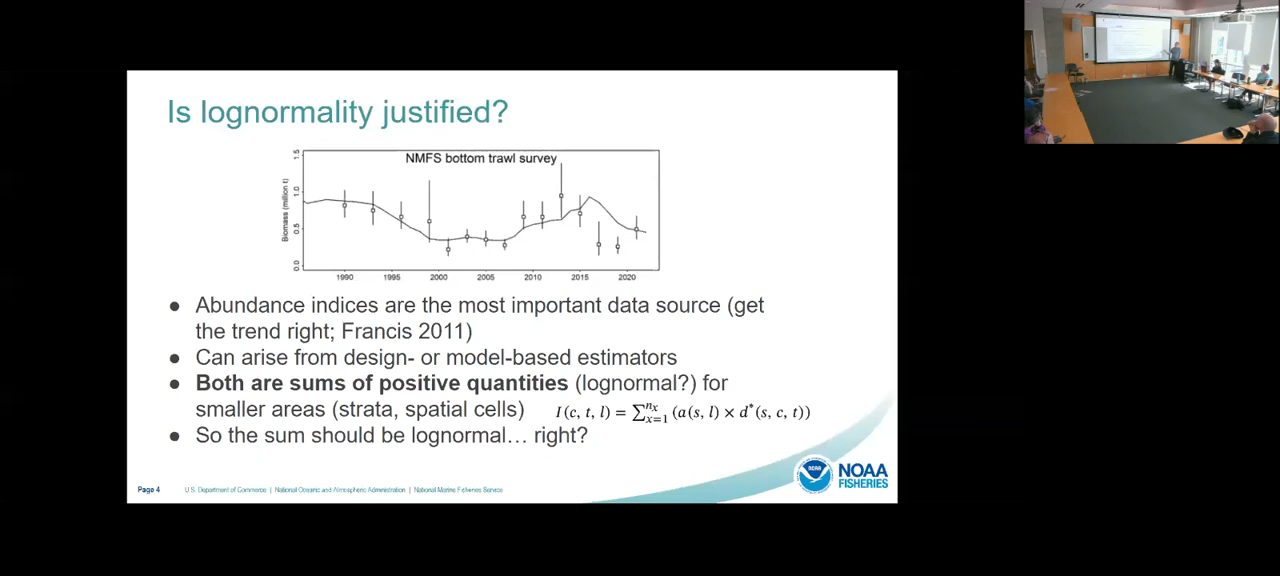 Is lognormality justified?
NMFS bottom trawl survey
Biomass (million t)
1.5
1.0
0.5
0.0
1990 1995 2000 2005 2010 2015 2020
● Abundance indices are the most important data source (get
the trend right; Francis 2011)
● Can arise from design- or model-based estimators
● Both are sums of positive quantities (lognormal?) for
smaller areas (strata, spatial cells) I(c, t, l) = ∑ₓ₌₁ⁿˣ (a(s, l) × d*(s, c, t))
● So the sum should be lognormal… right?
NOAA
NOAA
FISHERIES
Page 4 U.S. Department of Commerce | National Oceanic and Atmospheric Administration | National Marine Fisheries Service